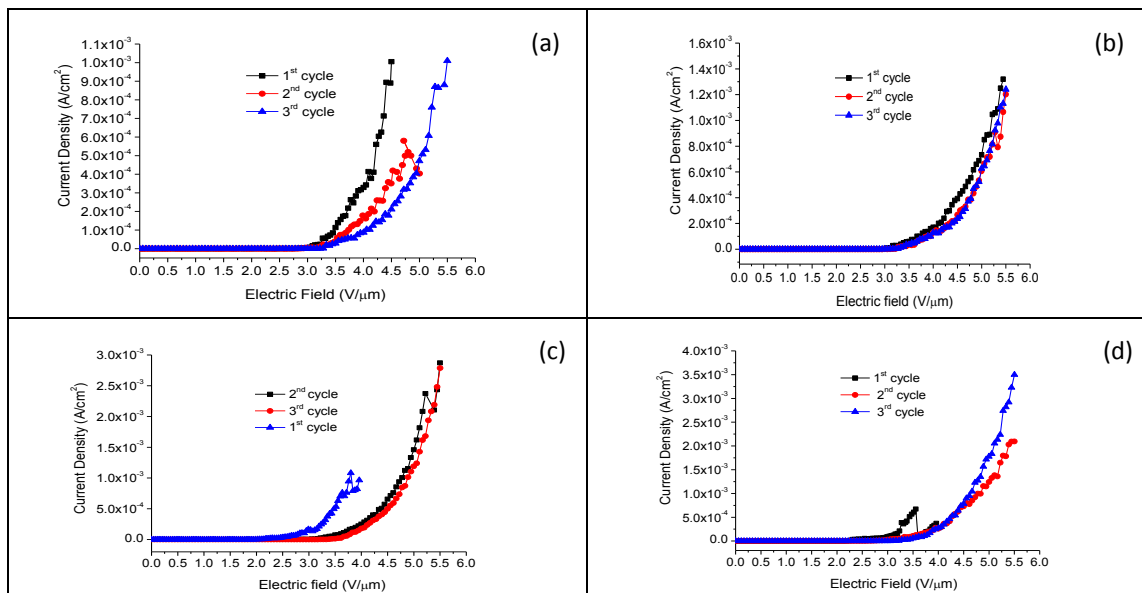 (a)
1.1x10⁻³
1.0x10⁻³
9.0x10⁻⁴
8.0x10⁻⁴
7.0x10⁻⁴
6.0x10⁻⁴
5.0x10⁻⁴
4.0x10⁻⁴
3.0x10⁻⁴
2.0x10⁻⁴
1.0x10⁻⁴
0.0
Current Density (A/cm²)
1ˢᵗ cycle
2ⁿᵈ cycle
3ʳᵈ cycle
0.0 0.5 1.0 1.5 2.0 2.5 3.0 3.5 4.0 4.5 5.0 5.5 6.0
Electric Field (V/μm)
(b)
1.6x10⁻³
1.4x10⁻³
1.2x10⁻³
1.0x10⁻³
8.0x10⁻⁴
6.0x10⁻⁴
4.0x10⁻⁴
2.0x10⁻⁴
0.0
Current Density (A/cm²)
1ˢᵗ cycle
2ⁿᵈ cycle
3ʳᵈ cycle
0.0 0.5 1.0 1.5 2.0 2.5 3.0 3.5 4.0 4.5 5.0 5.5 6.0
Electric field (V/μm)
(c)
3.0x10⁻³
2.5x10⁻³
2.0x10⁻³
1.5x10⁻³
1.0x10⁻³
5.0x10⁻⁴
0.0
Current Density (A/cm²)
2ⁿᵈ cycle
3ʳᵈ cycle
1ˢᵗ cycle
0.0 0.5 1.0 1.5 2.0 2.5 3.0 3.5 4.0 4.5 5.0 5.5 6.0
Electric field (V/μm)
(d)
4.0x10⁻³
3.5x10⁻³
3.0x10⁻³
2.5x10⁻³
2.0x10⁻³
1.5x10⁻³
1.0x10⁻³
5.0x10⁻⁴
0.0
Current Density (A/cm²)
1ˢᵗ cycle
2ⁿᵈ cycle
3ʳᵈ cycle
0.0 0.5 1.0 1.5 2.0 2.5 3.0 3.5 4.0 4.5 5.0 5.5 6.0
Electric Field (V/μm)